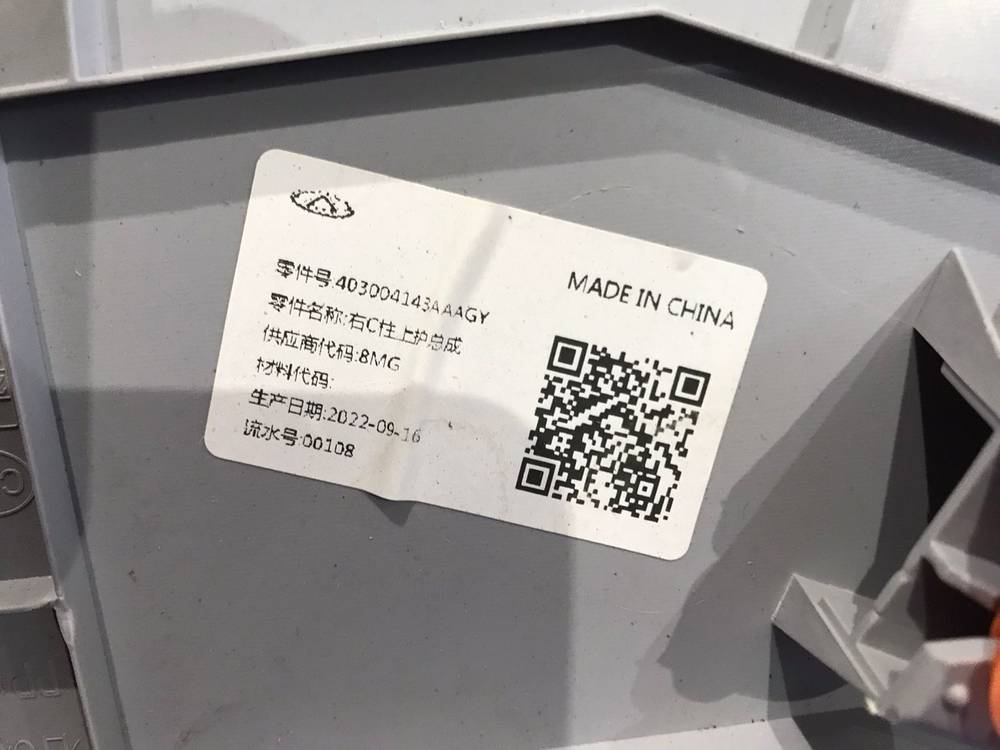 零件号:403004143AAAGY
零件名称:右C柱上护总成
供应商代码:8MG
材料代码:
生产日期:2022-09-16
流水号:00108
MADE IN CHINA